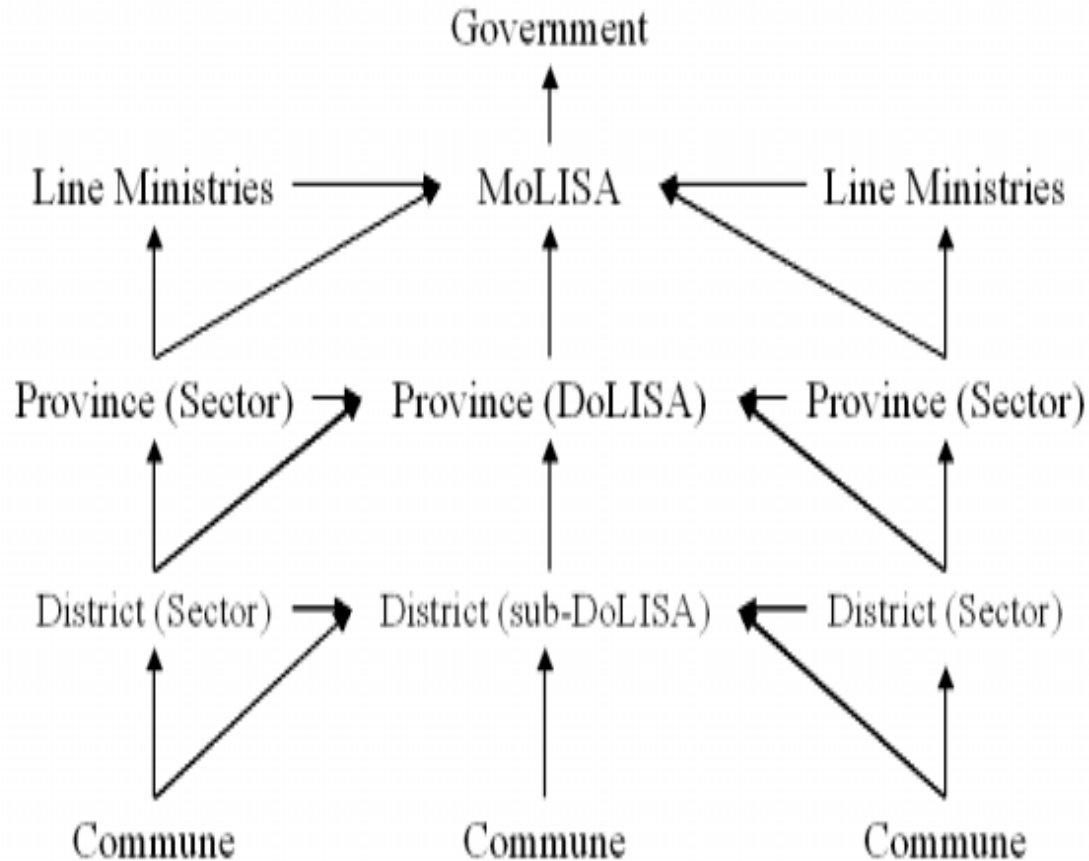 Government
Line Ministries MoLISA Line Ministries
Province (Sector) Province (DoLISA) Province (Sector)
District (Sector) District (sub-DoLISA) District (Sector)
Commune Commune Commune